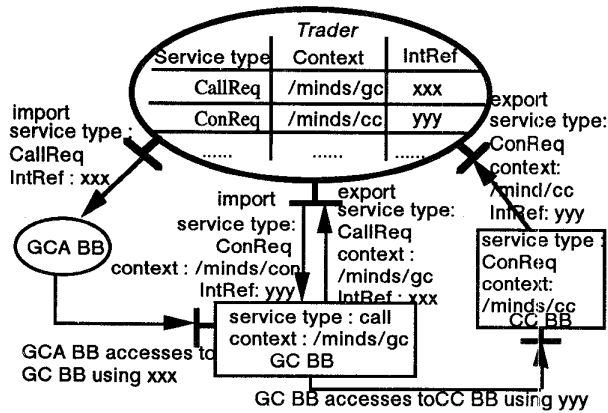 Trader
Service type Context IntRef
CallReq /minds/gc xxx
ConReq /minds/cc yyy
...... ...... ......
import
service type :
CallReq
IntRef : xxx
export
service type:
ConReq
context:
/mind/cc
IntRef: yyy
import
service type:
ConReq
context : /minds/con
IntRef: yyy
export
service type:
CallReq
context :
/minds/gc
IntRef : xxx
GCA BB
service type :
ConReq
context:
/minds/cc
CC BB
service type : call
context : /minds/gc
GC BB
GCA BB accesses to
GC BB using xxx
GC BB accesses toCC BB using yyy